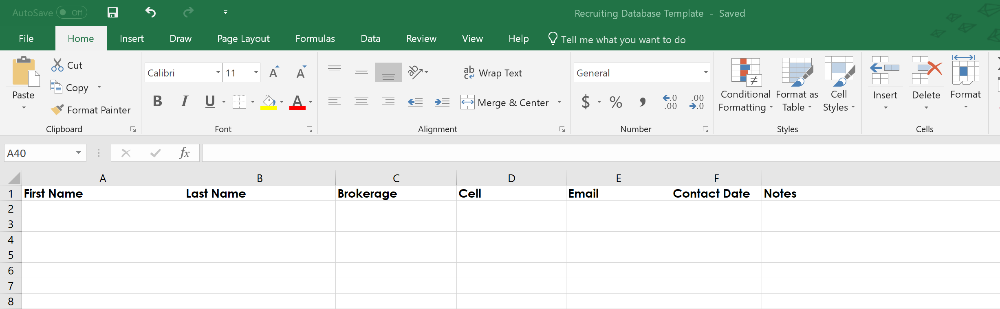 AutoSave Off Recruiting Database Template - Saved
File Home Insert Draw Page Layout Formulas Data Review View Help Tell me what you want to do
Cut
Copy
Paste
Format Painter
Clipboard
Calibri 11 A A
B I U A
Font
ab Wrap Text
Merge & Center
Alignment
General
$ % , .0 .00 .00 .0
Number
Conditional Formatting
Format as Table
Cell Styles
Styles
Insert Delete Format
Cells
A40 fx
A B C D E F
1 First Name Last Name Brokerage Cell Email Contact Date Notes
2
3
4
5
6
7
8